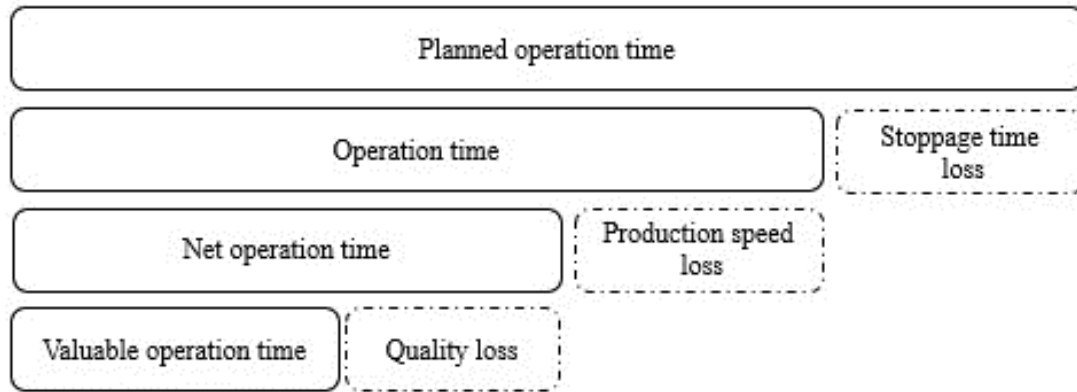 Planned operation time
Operation time
Stoppage time
loss
Net operation time
Production speed
loss
Valuable operation time
Quality loss